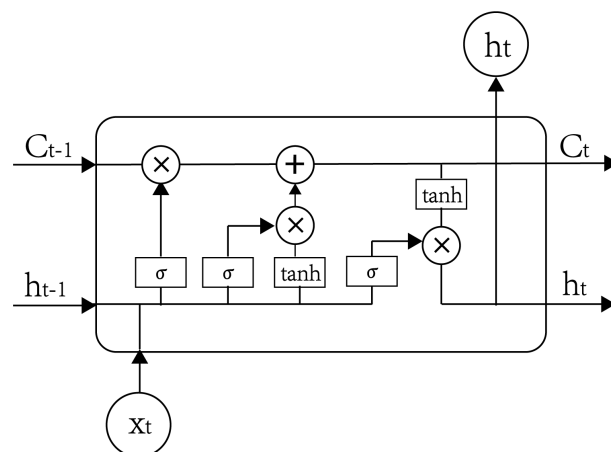 ht
Ct-1
×
+
Ct
tanh
×
×
σ
σ
tanh
σ
ht-1
ht
xt